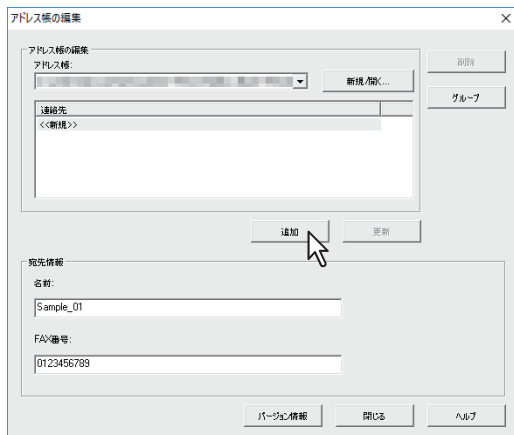 アドレス帳の編集
アドレス帳の編集
アドレス帳:
新規/開く...
削除
グループ
連絡先
<<新規>>
追加
更新
宛先情報
名前:
Sample_01
FAX番号:
0123456789
バージョン情報
閉じる
ヘルプ